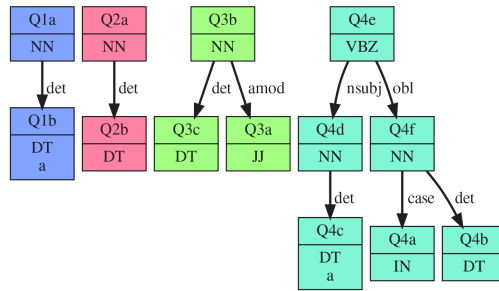 Q1a
NN
Q2a
NN
Q3b
NN
Q4e
VBZ
det
det
det
amod
nsubj
obl
Q1b
DT
a
Q2b
DT
Q3c
DT
Q3a
JJ
Q4d
NN
Q4f
NN
det
case
det
Q4c
DT
a
Q4a
IN
Q4b
DT